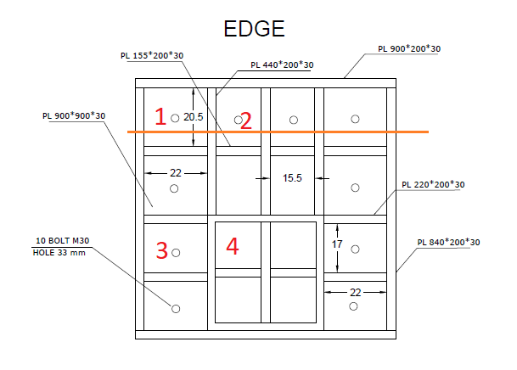 EDGE
PL 155*200*30
PL 900*200*30
PL 440*200*30
PL 900*900*30
1
20.5
2
22
15.5
PL 220*200*30
10 BOLT M30
HOLE 33 mm
3
4
17
PL 840*200*30
22